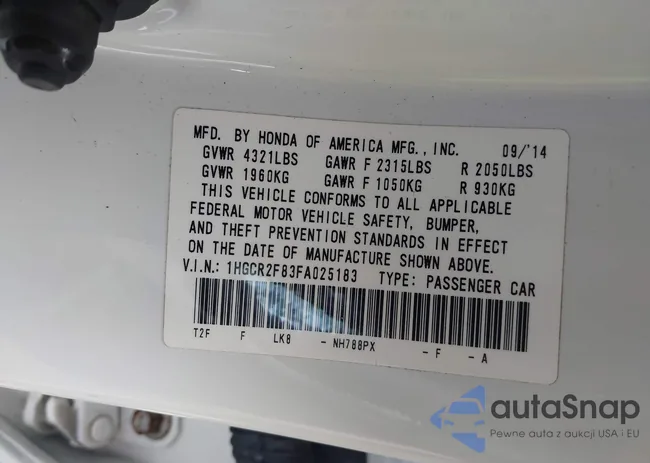 MFD. BY HONDA OF AMERICA MFG., INC. 09/'14
GVWR 4321LBS GAWR F 2315LBS R 2050LBS
GVWR 1960KG GAWR F 1050KG R 930KG
THIS VEHICLE CONFORMS TO ALL APPLICABLE
FEDERAL MOTOR VEHICLE SAFETY, BUMPER,
AND THEFT PREVENTION STANDARDS IN EFFECT
ON THE DATE OF MANUFACTURE SHOWN ABOVE.
V.I.N.: 1HGCR2F83FA025183 TYPE: PASSENGER CAR
T2F F LK8 - NH788PX - F - A
autaSnap
Pewne auta z aukcji USA i EU